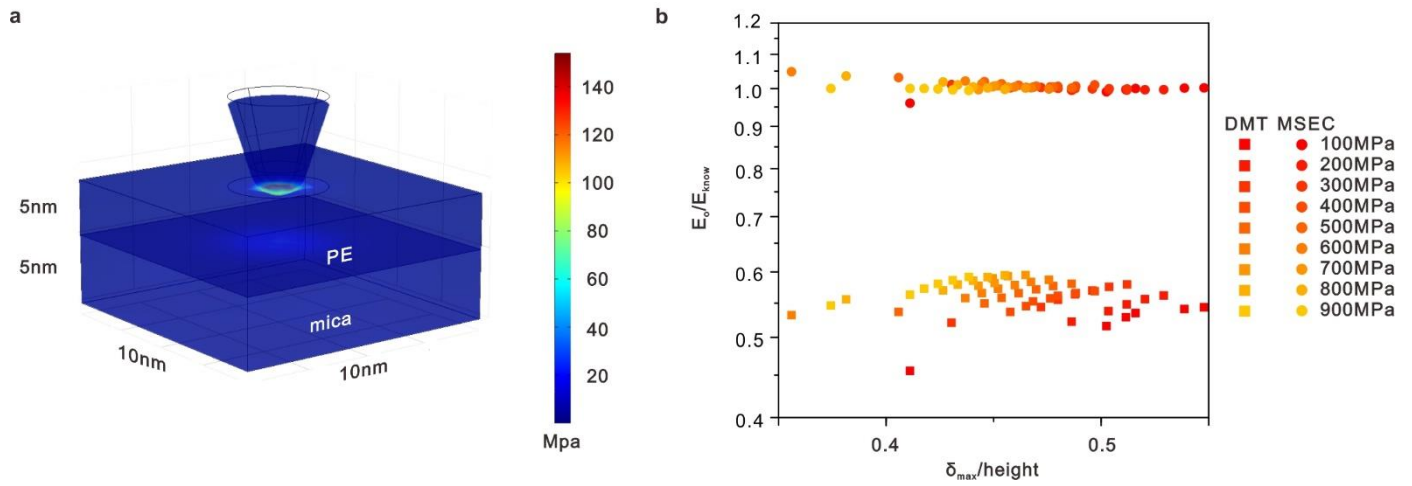 a
5nm
5nm
PE
mica
10nm
10nm
140
120
100
80
60
40
20
Mpa
b
1.2
1.1
1.0
0.9
0.8
0.7
0.6
0.5
0.4
Eₒ/Eₖₙₒw
0.4
0.5
δₘₐₓ/height
DMT MSEC
100MPa
200MPa
300MPa
400MPa
500MPa
600MPa
700MPa
800MPa
900MPa